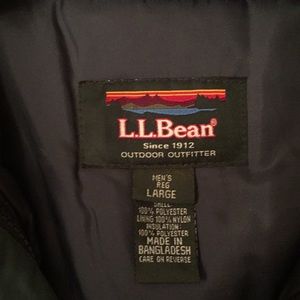 L.L.Bean®
Since 1912
OUTDOOR OUTFITTER
MEN'S
REG
LARGE
SHELL:
100% POLYESTER
LINING 100% NYLON
INSULATION:
100% POLYESTER
MADE IN
BANGLADESH
CARE ON REVERSE